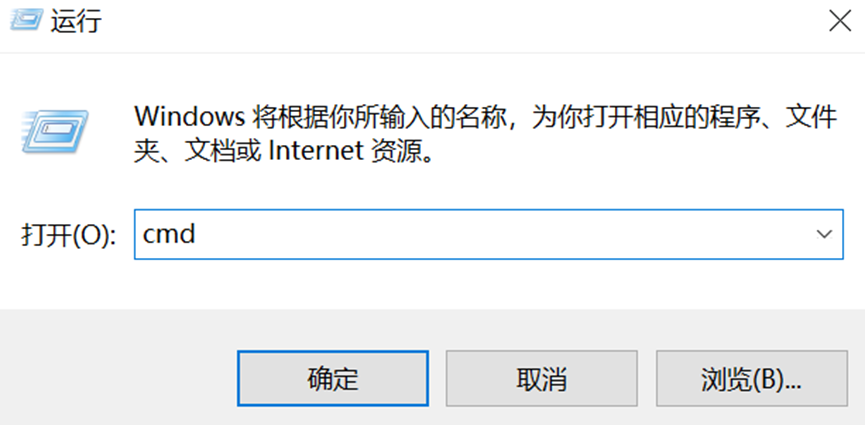 运行
Windows 将根据你所输入的名称，为你打开相应的程序、文件
夹、文档或 Internet 资源。
打开(O): cmd
确定 取消 浏览(B)...